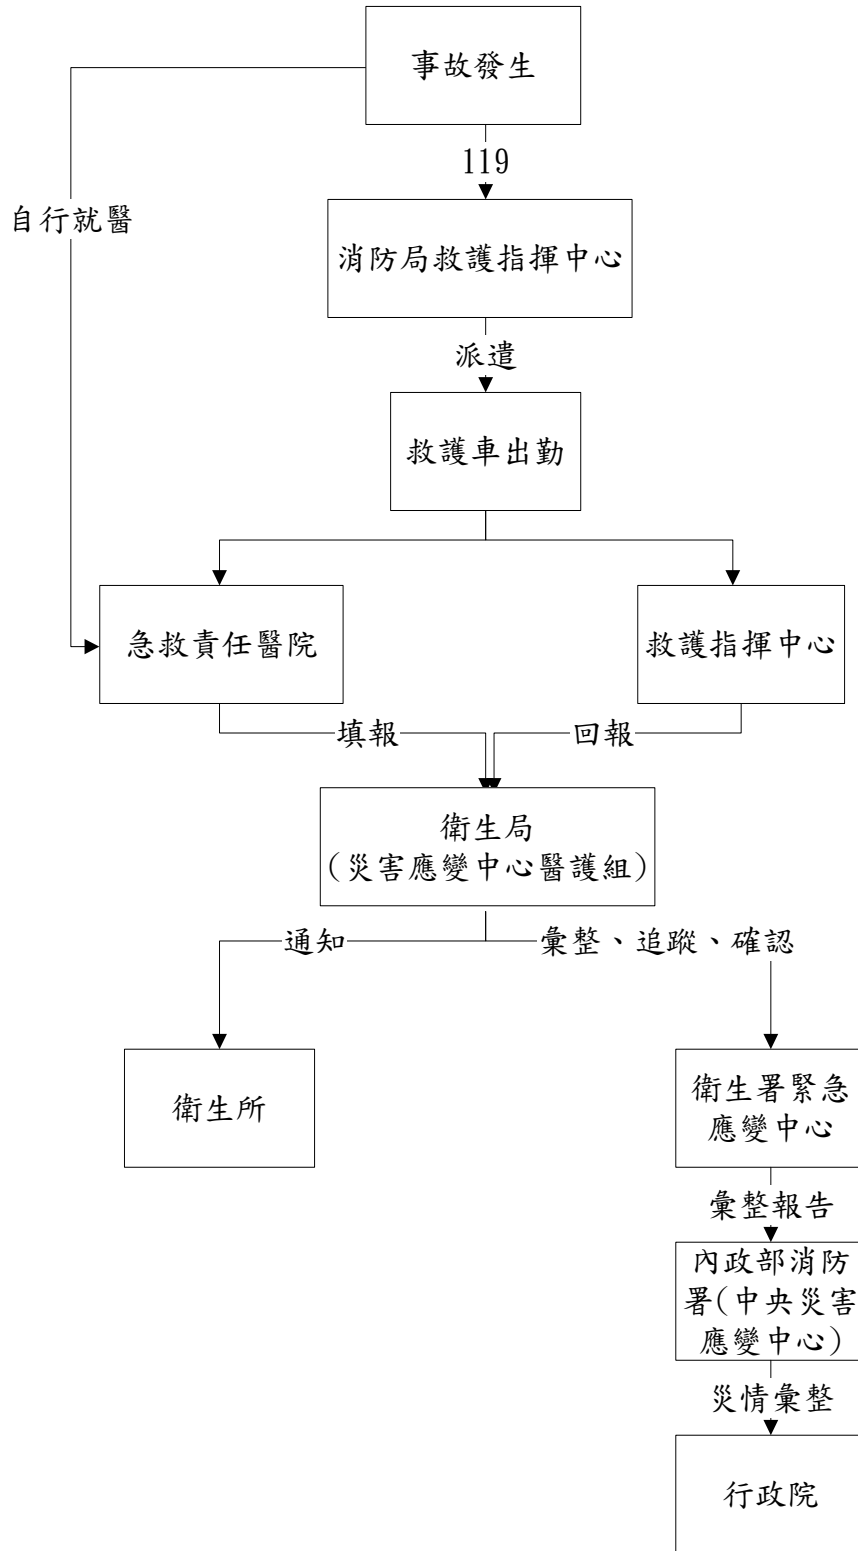 事故發生
119
自行就醫
消防局救護指揮中心
派遣
救護車出勤
急救責任醫院
救護指揮中心
填報
回報
衛生局
(災害應變中心醫護組)
通知
彙整、追蹤、確認
衛生所
衛生署緊急
應變中心
彙整報告
內政部消防
署(中央災害
應變中心)
災情彙整
行政院